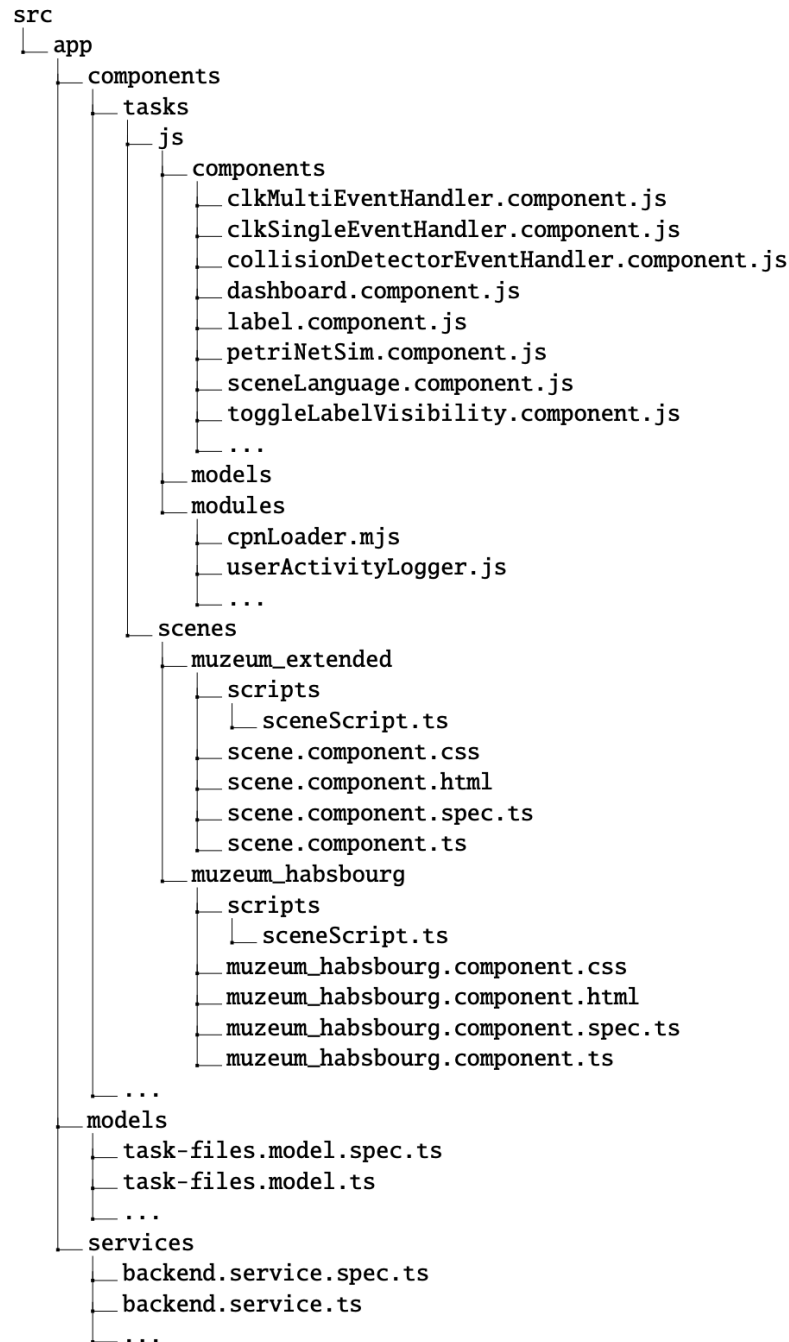 src
app
components
tasks
js
components
clkMultiEventHandler.component.js
clkSingleEventHandler.component.js
collisionDetectorEventHandler.component.js
dashboard.component.js
label.component.js
petriNetSim.component.js
sceneLanguage.component.js
toggleLabelVisibility.component.js
...
models
modules
cpnLoader.mjs
userActivityLogger.js
...
scenes
muzeum_extended
scripts
sceneScript.ts
scene.component.css
scene.component.html
scene.component.spec.ts
scene.component.ts
muzeum_habsbourg
scripts
sceneScript.ts
muzeum_habsbourg.component.css
muzeum_habsbourg.component.html
muzeum_habsbourg.component.spec.ts
muzeum_habsbourg.component.ts
...
models
task-files.model.spec.ts
task-files.model.ts
...
services
backend.service.spec.ts
backend.service.ts
...